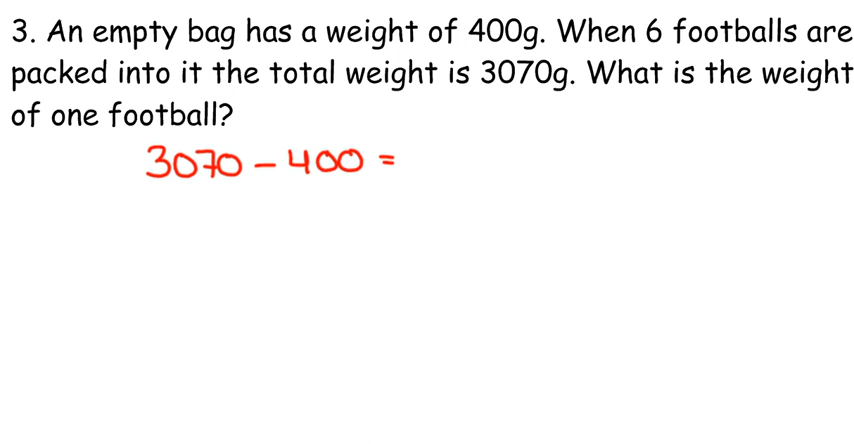 3. An empty bag has a weight of 400g. When 6 footballs are
packed into it the total weight is 3070g. What is the weight
of one football?
3070 - 400 =